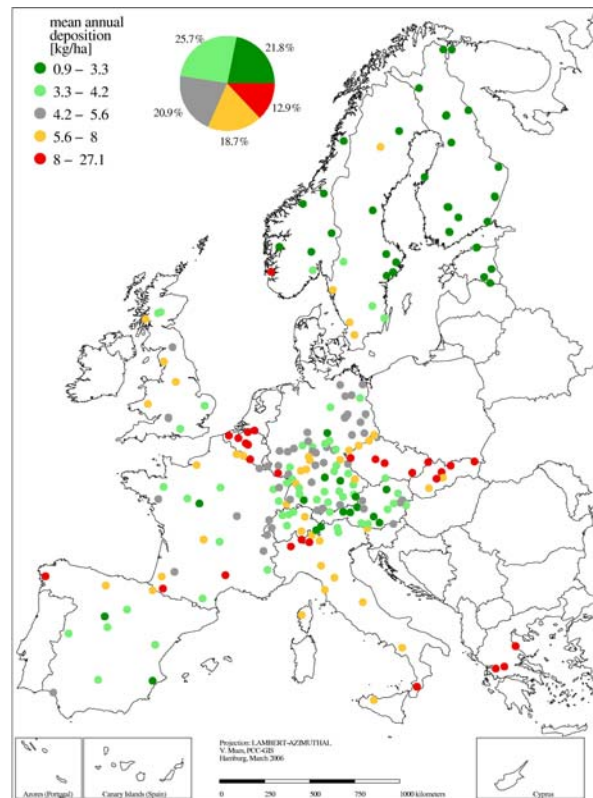 mean annual
deposition
[kg/ha]
0.9 – 3.3
3.3 – 4.2
4.2 – 5.6
5.6 – 8
8 – 27.1
25.7%
21.8%
20.9%
12.9%
18.7%
Projection: LAMBERT-AZIMUTHAL
V. Mues, PCC-GIS
Hamburg, March 2006
0 250 500 750 1000 kilometers
Azores (Portugal)
Canary Islands (Spain)
Cyprus